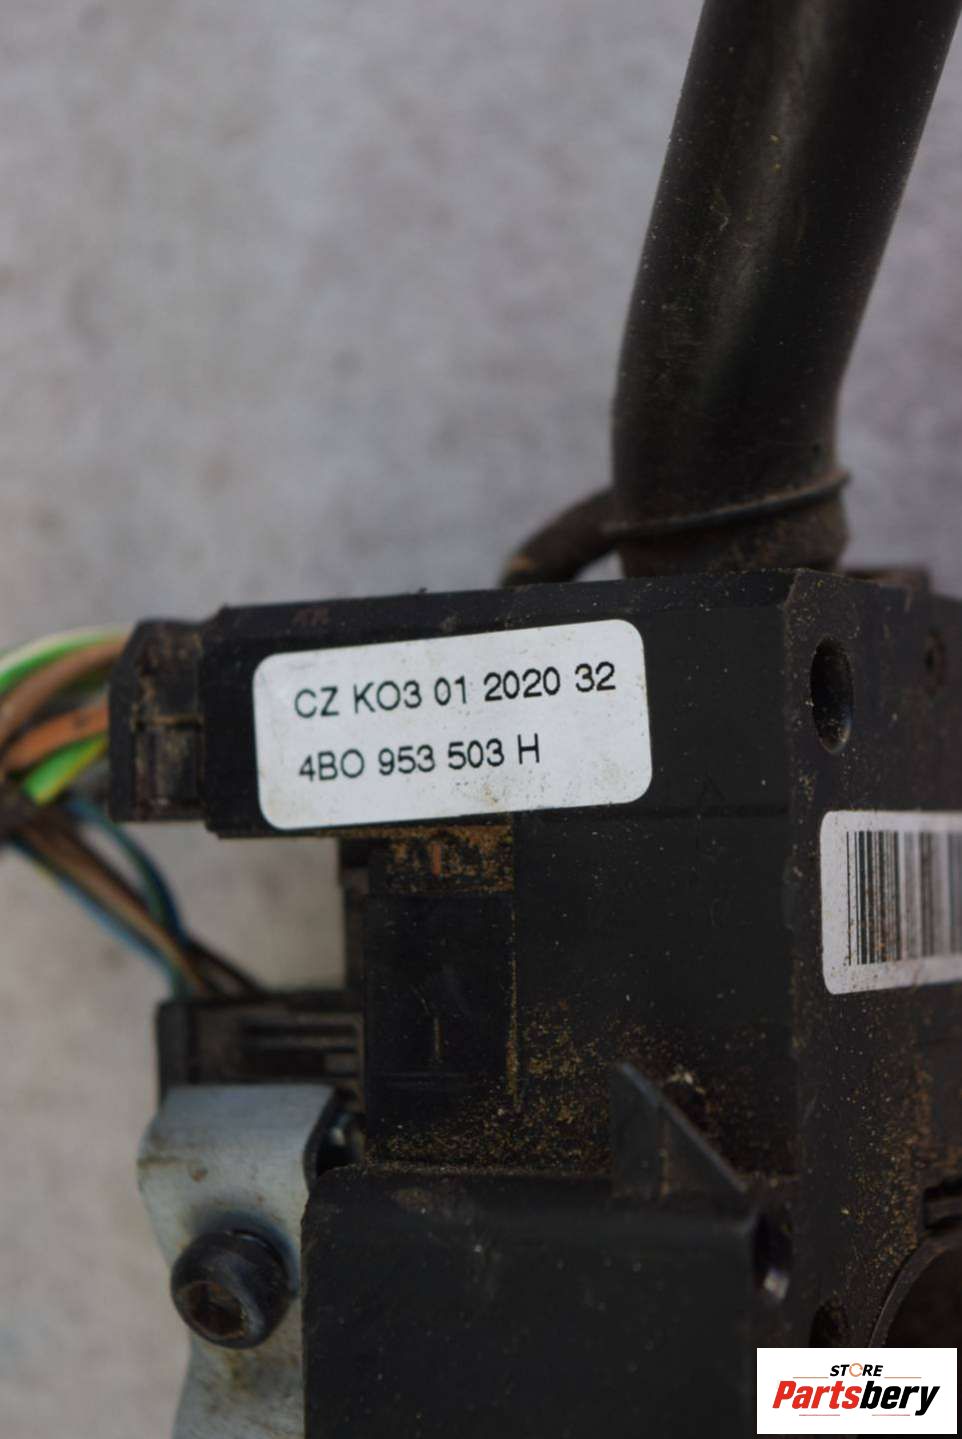 CZ KO3 01 2020 32
4BO 953 503 H
STORE
Partsbery